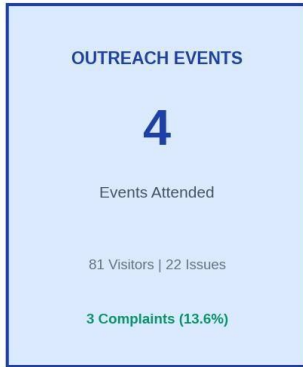 OUTREACH EVENTS
4
Events Attended
81 Visitors | 22 Issues
3 Complaints (13.6%)